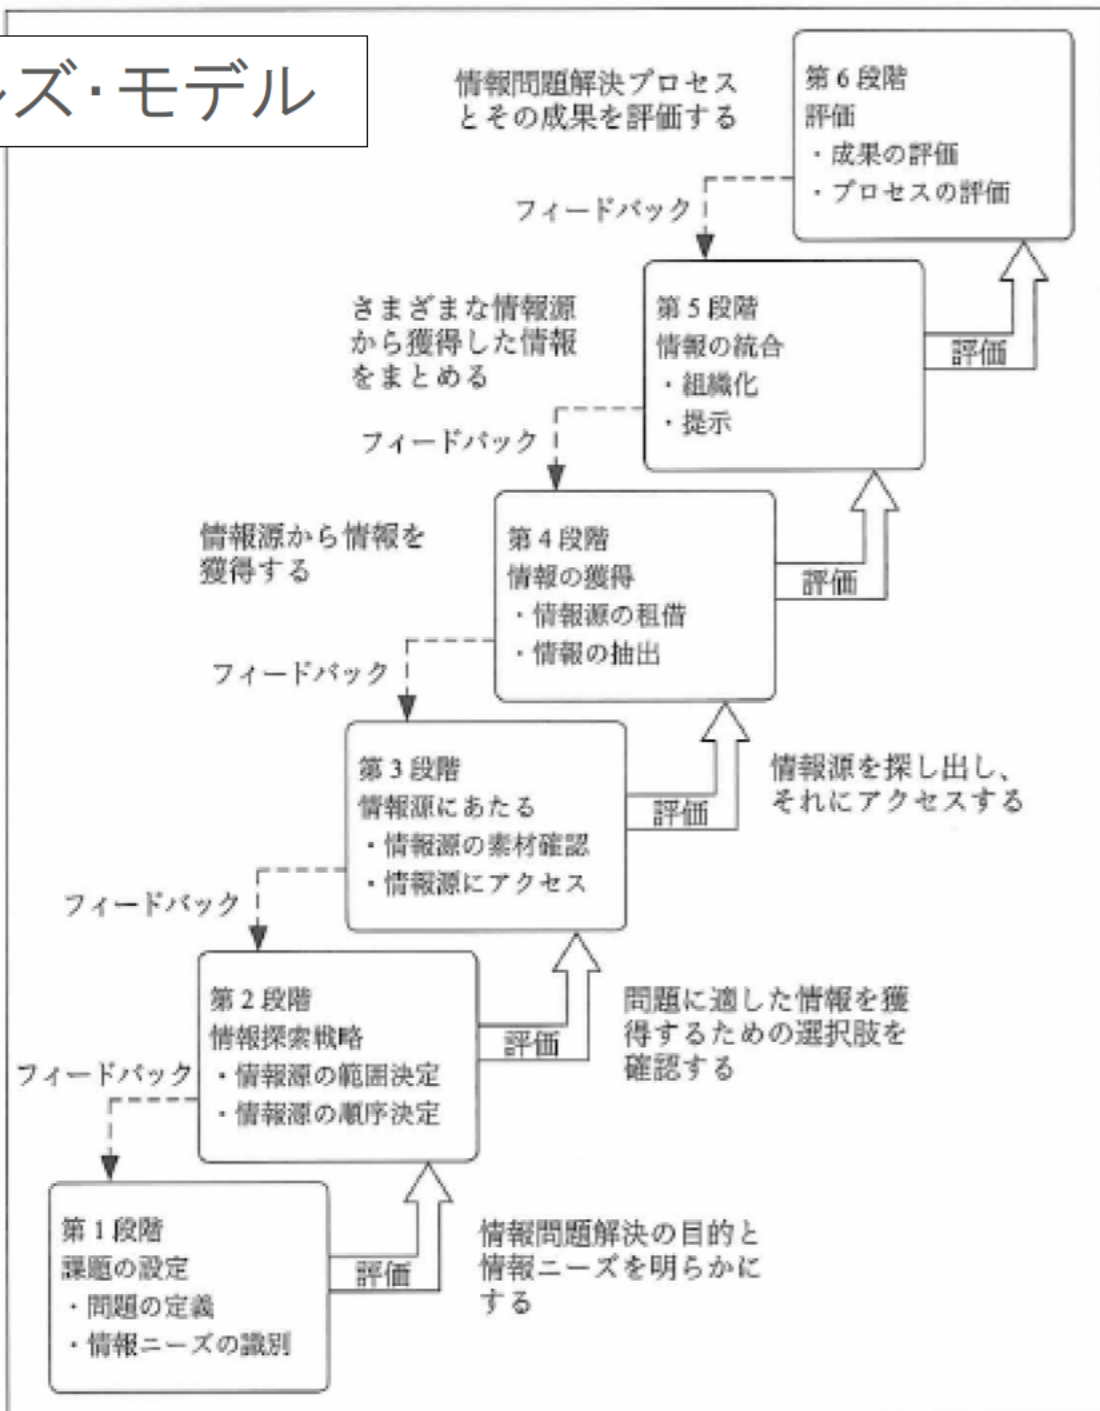 ズ・モデル
情報問題解決プロセス
とその成果を評価する
第6段階
評価
・成果の評価
・プロセスの評価
フィードバック
さまざまな情報源
から獲得した情報
をまとめる
第5段階
情報の統合
・組織化
・提示
評価
フィードバック
情報源から情報を
獲得する
第4段階
情報の獲得
・情報源の租借
・情報の抽出
評価
フィードバック
第3段階
情報源にあたる
・情報源の素材確認
・情報源にアクセス
評価
情報源を探し出し、
それにアクセスする
フィードバック
第2段階
情報探索戦略
・情報源の範囲決定
・情報源の順序決定
評価
問題に適した情報を獲
得するための選択肢を
確認する
フィードバック
第1段階
課題の設定
・問題の定義
・情報ニーズの識別
評価
情報問題解決の目的と
情報ニーズを明らかに
する